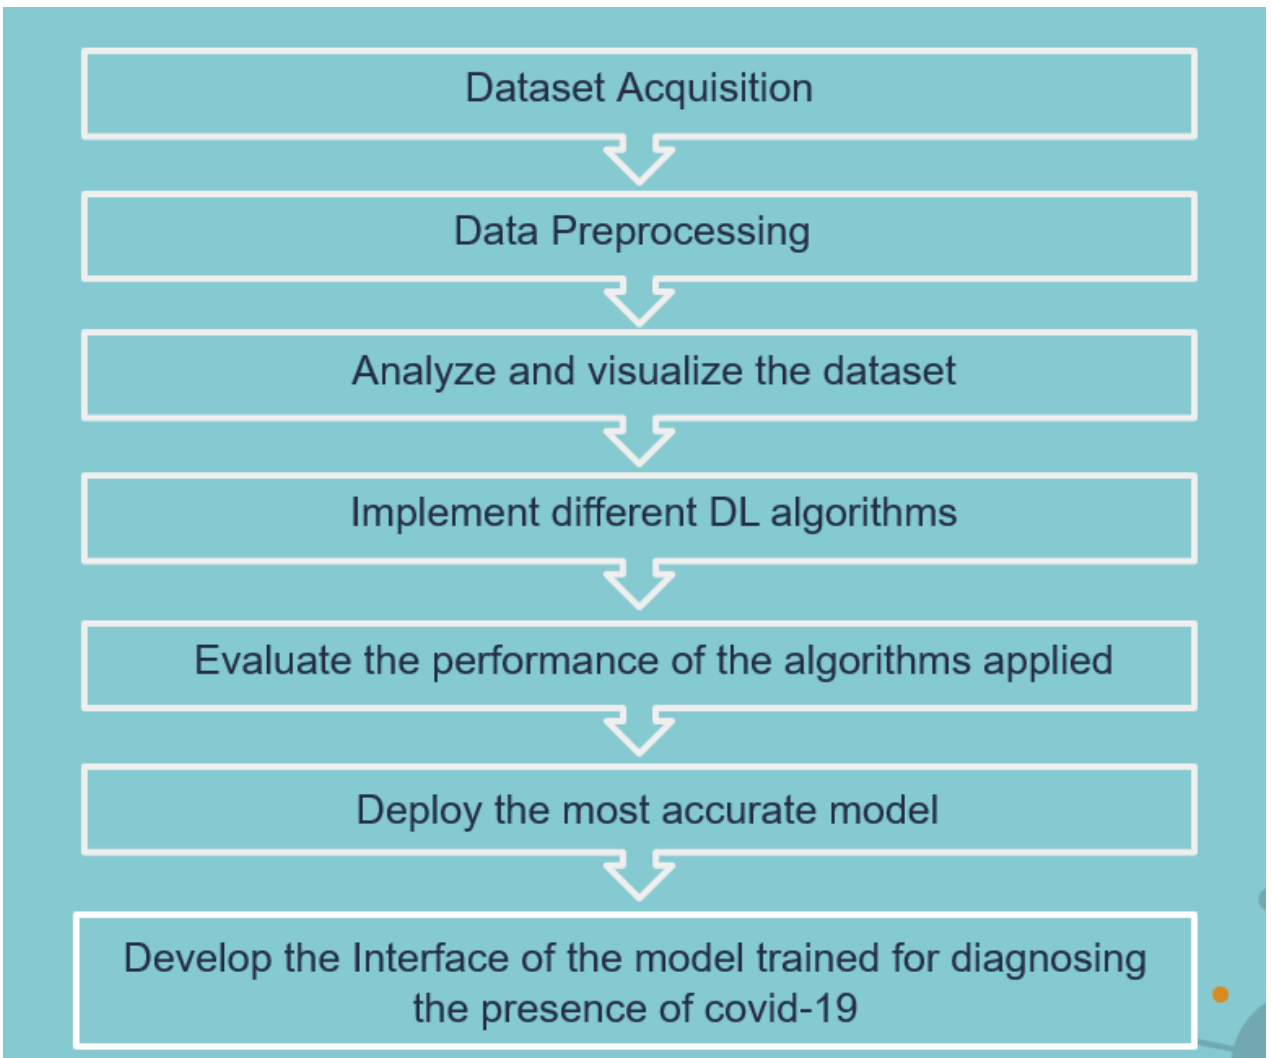 Dataset Acquisition
Data Preprocessing
Analyze and visualize the dataset
Implement different DL algorithms
Evaluate the performance of the algorithms applied
Deploy the most accurate model
Develop the Interface of the model trained for diagnosing
the presence of covid-19